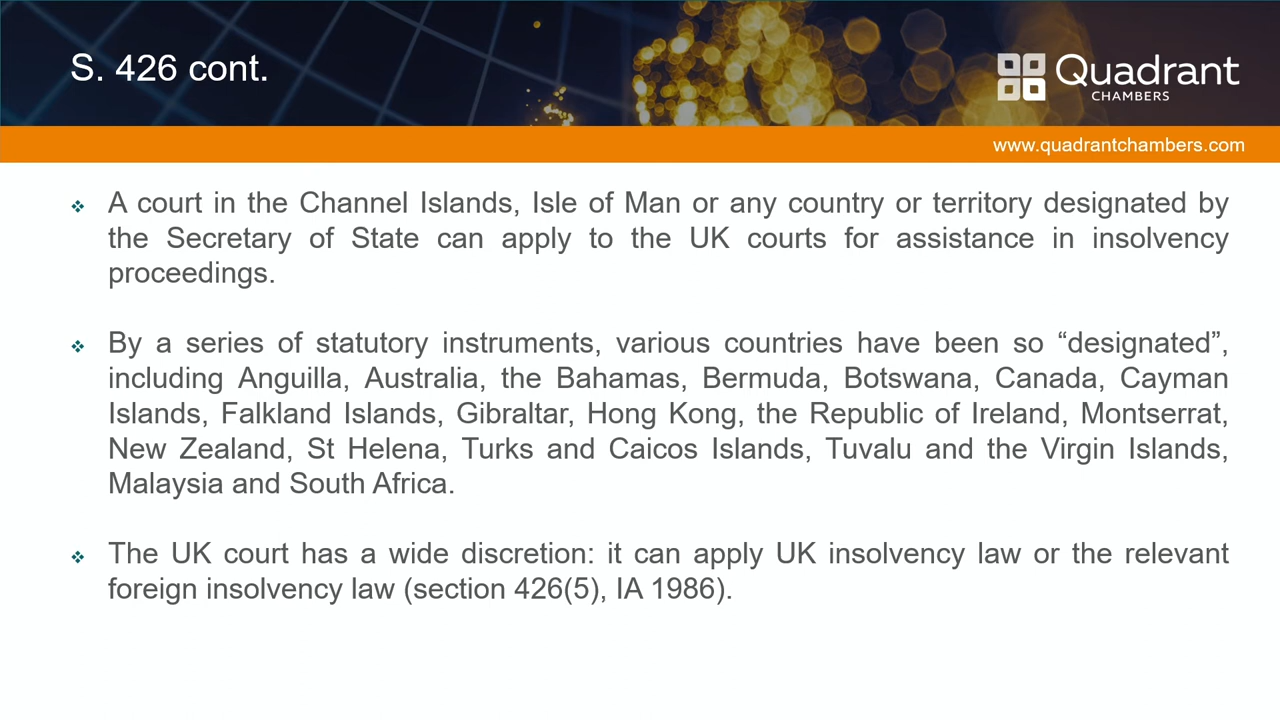 S. 426 cont.
Quadrant
CHAMBERS
www.quadrantchambers.com
❖ A court in the Channel Islands, Isle of Man or any country or territory designated by
the Secretary of State can apply to the UK courts for assistance in insolvency
proceedings.
❖ By a series of statutory instruments, various countries have been so “designated”,
including Anguilla, Australia, the Bahamas, Bermuda, Botswana, Canada, Cayman
Islands, Falkland Islands, Gibraltar, Hong Kong, the Republic of Ireland, Montserrat,
New Zealand, St Helena, Turks and Caicos Islands, Tuvalu and the Virgin Islands,
Malaysia and South Africa.
❖ The UK court has a wide discretion: it can apply UK insolvency law or the relevant
foreign insolvency law (section 426(5), IA 1986).